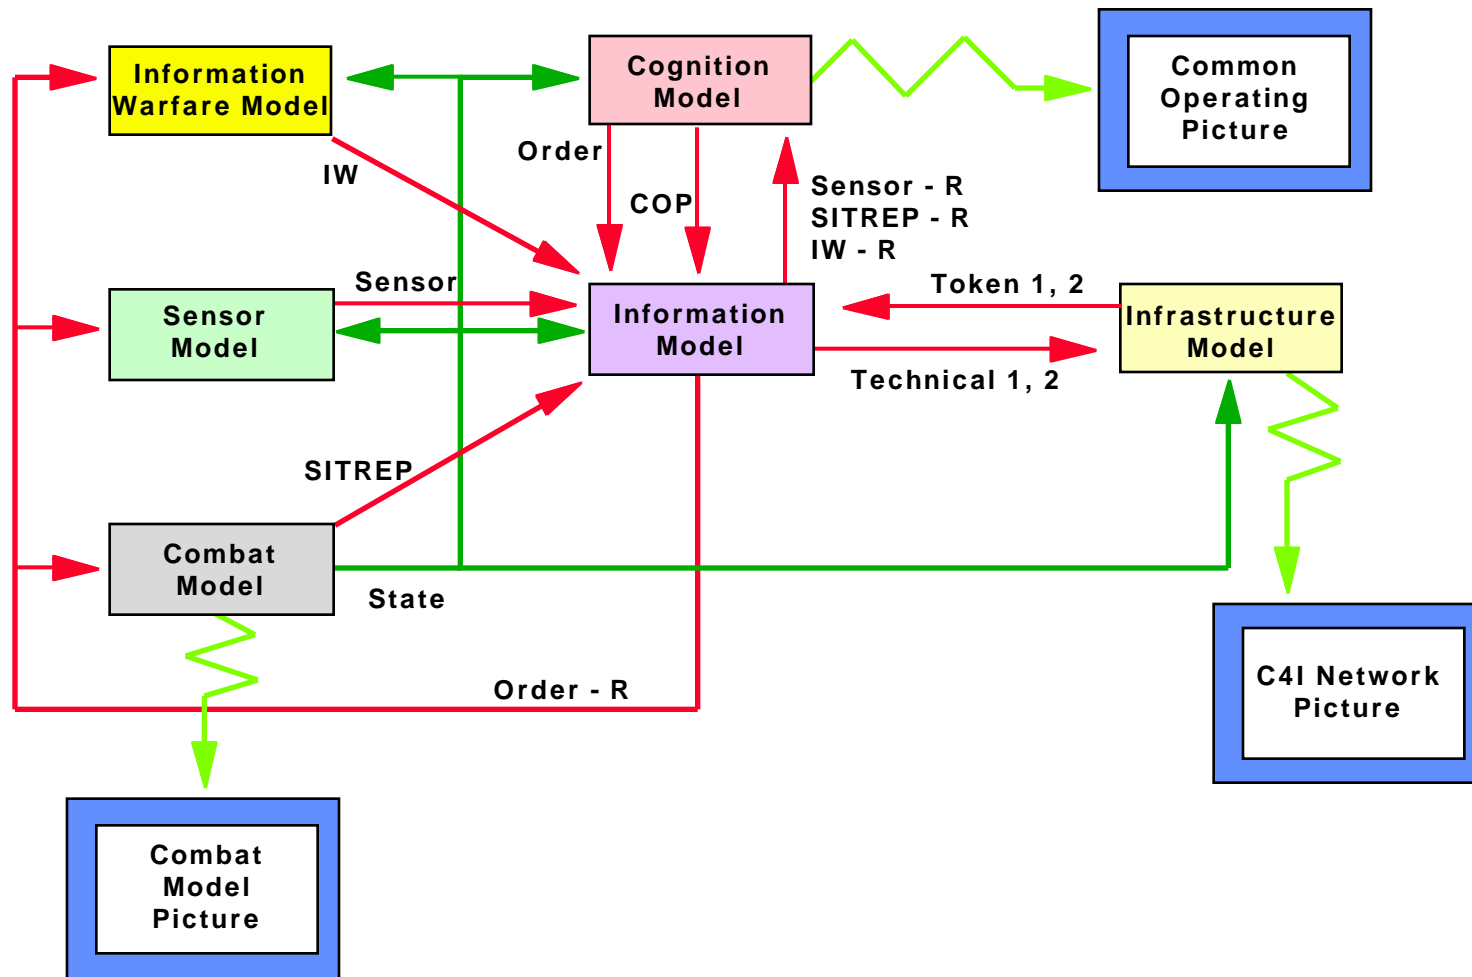 Information
Warfare Model
Cognition
Model
Common
Operating
Picture
Order
IW
COP
Sensor - R
SITREP - R
IW - R
Sensor
Token 1, 2
Sensor
Model
Information
Model
Infrastructure
Model
Technical 1, 2
SITREP
Combat
Model
State
Order - R
C4I Network
Picture
Combat
Model
Picture